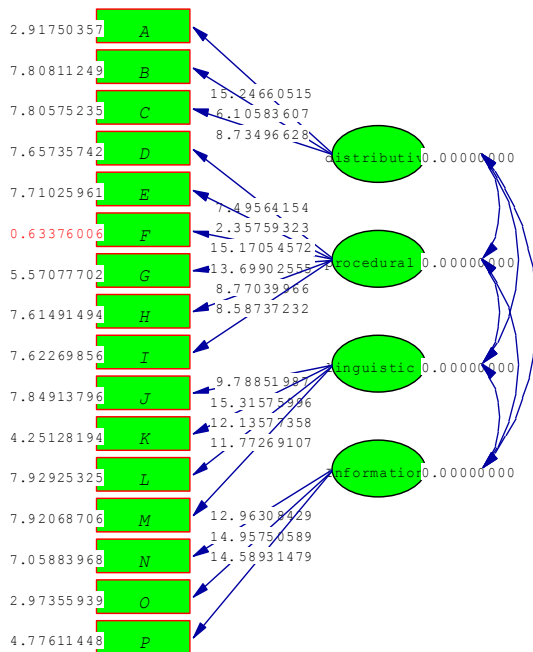 2.91750357 A
7.80811249 B
15.24660515
7.80575235 C
6.10583607
8.73496628
7.65735742 D
distributiv 0.00000000
7.71025961 E
7.49564154
2.35759323
0.63376006 F
15.17054572
5.57077702 G
13.69902555
Procedural 0.00000000
8.77039966
7.61491494 H
8.58737232
7.62269856 I
linguistic 0.00000000
9.78851987
7.84913796 J
15.31575996
12.13577358
4.25128194 K
11.77269107
7.92925325 L
Information 0.00000000
7.92068706 M
12.96308429
14.95750589
7.05883968 N
14.58931479
2.97355939 O
4.77611448 P